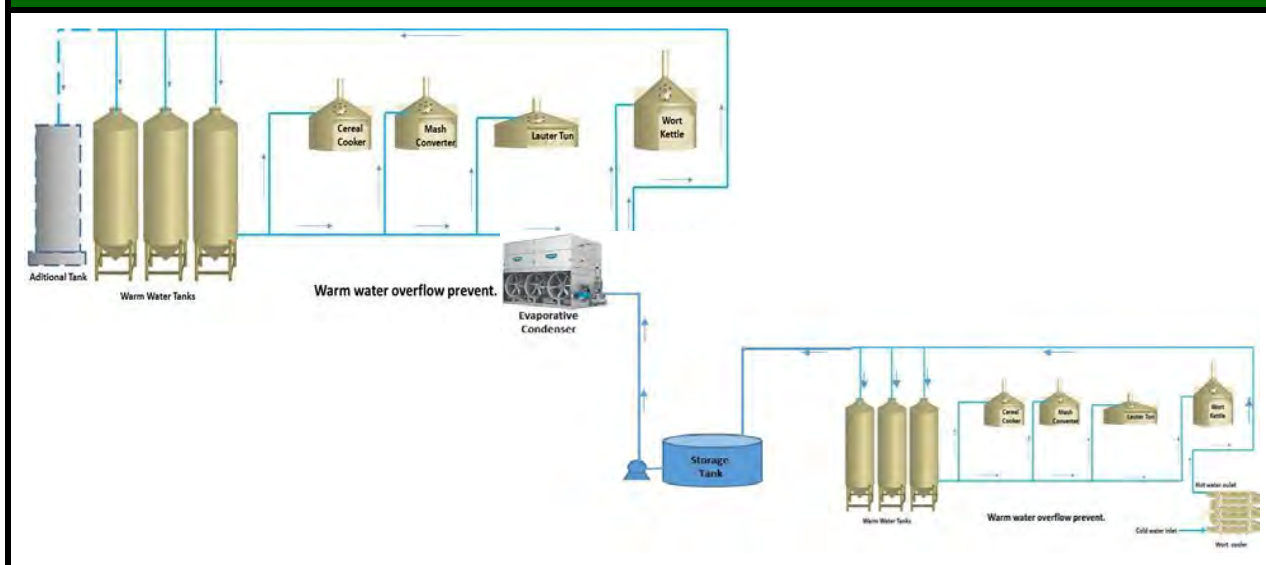 Cereal
Cooker
Mash
Converter
Lauter Tun
Wort
Kettle
Aditional Tank
Warm Water Tanks
Warm water overflow prevent.
Evaporative
Condenser
Storage
Tank
Cereal
Cooker
Mash
Converter
Lauter Tun
Wort
Kettle
Hot water oulet
Warm Water Tanks
Warm water overflow prevent.
Cold water inlet
Wort cooler